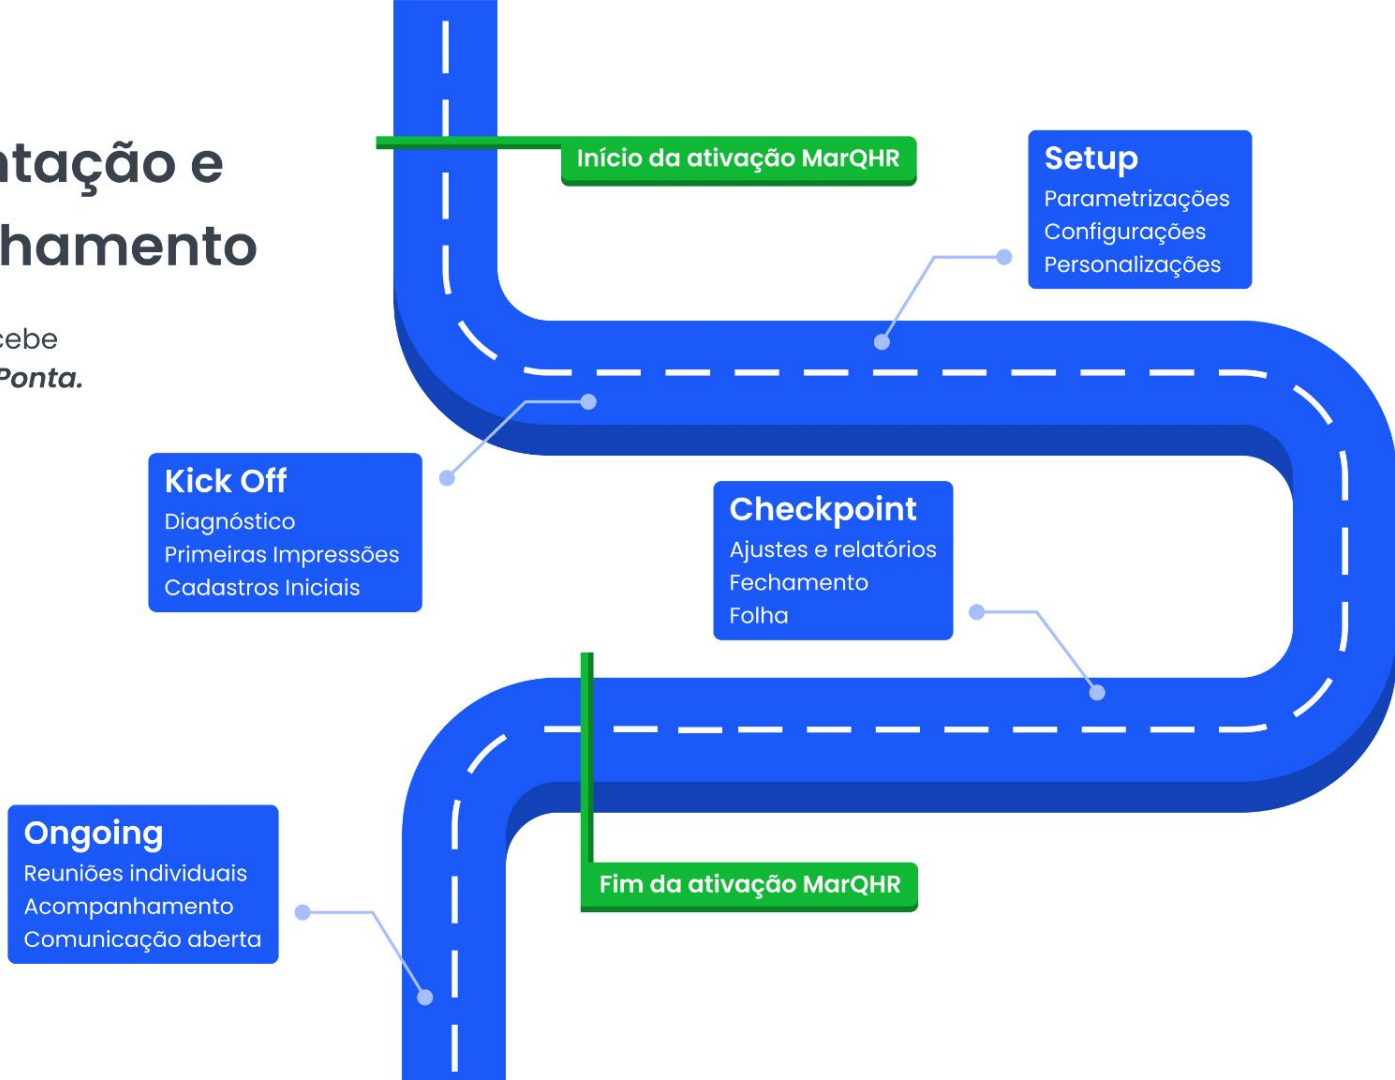 ntação e
hamento
cebe
Ponta.
Início da ativação MarQHR
Setup
Parametrizações
Configurações
Personalizações
Kick Off
Diagnóstico
Primeiras Impressões
Cadastros Iniciais
Checkpoint
Ajustes e relatórios
Fechamento
Folha
Fim da ativação MarQHR
Ongoing
Reuniões individuais
Acompanhamento
Comunicação aberta